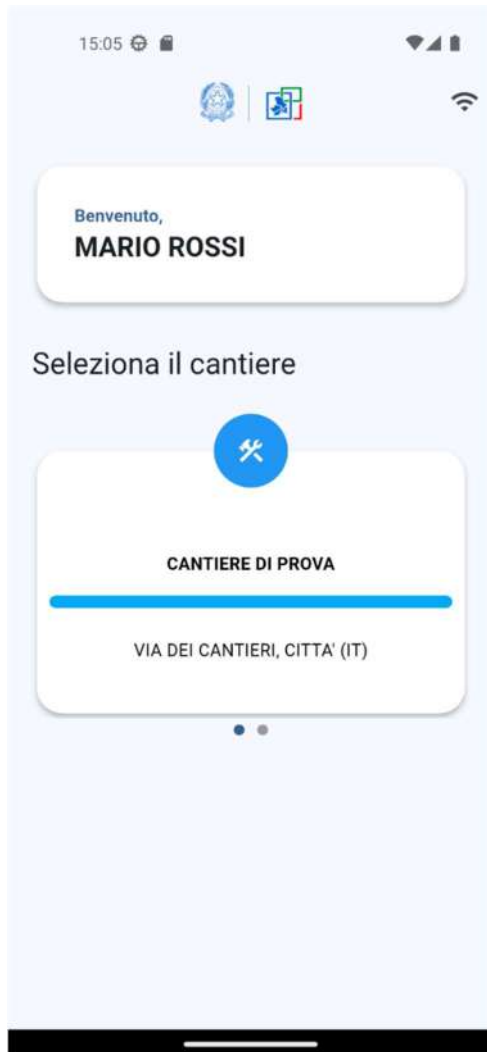 15:05
Benvenuto,
MARIO ROSSI
Seleziona il cantiere
CANTIERE DI PROVA
VIA DEI CANTIERI, CITTA' (IT)